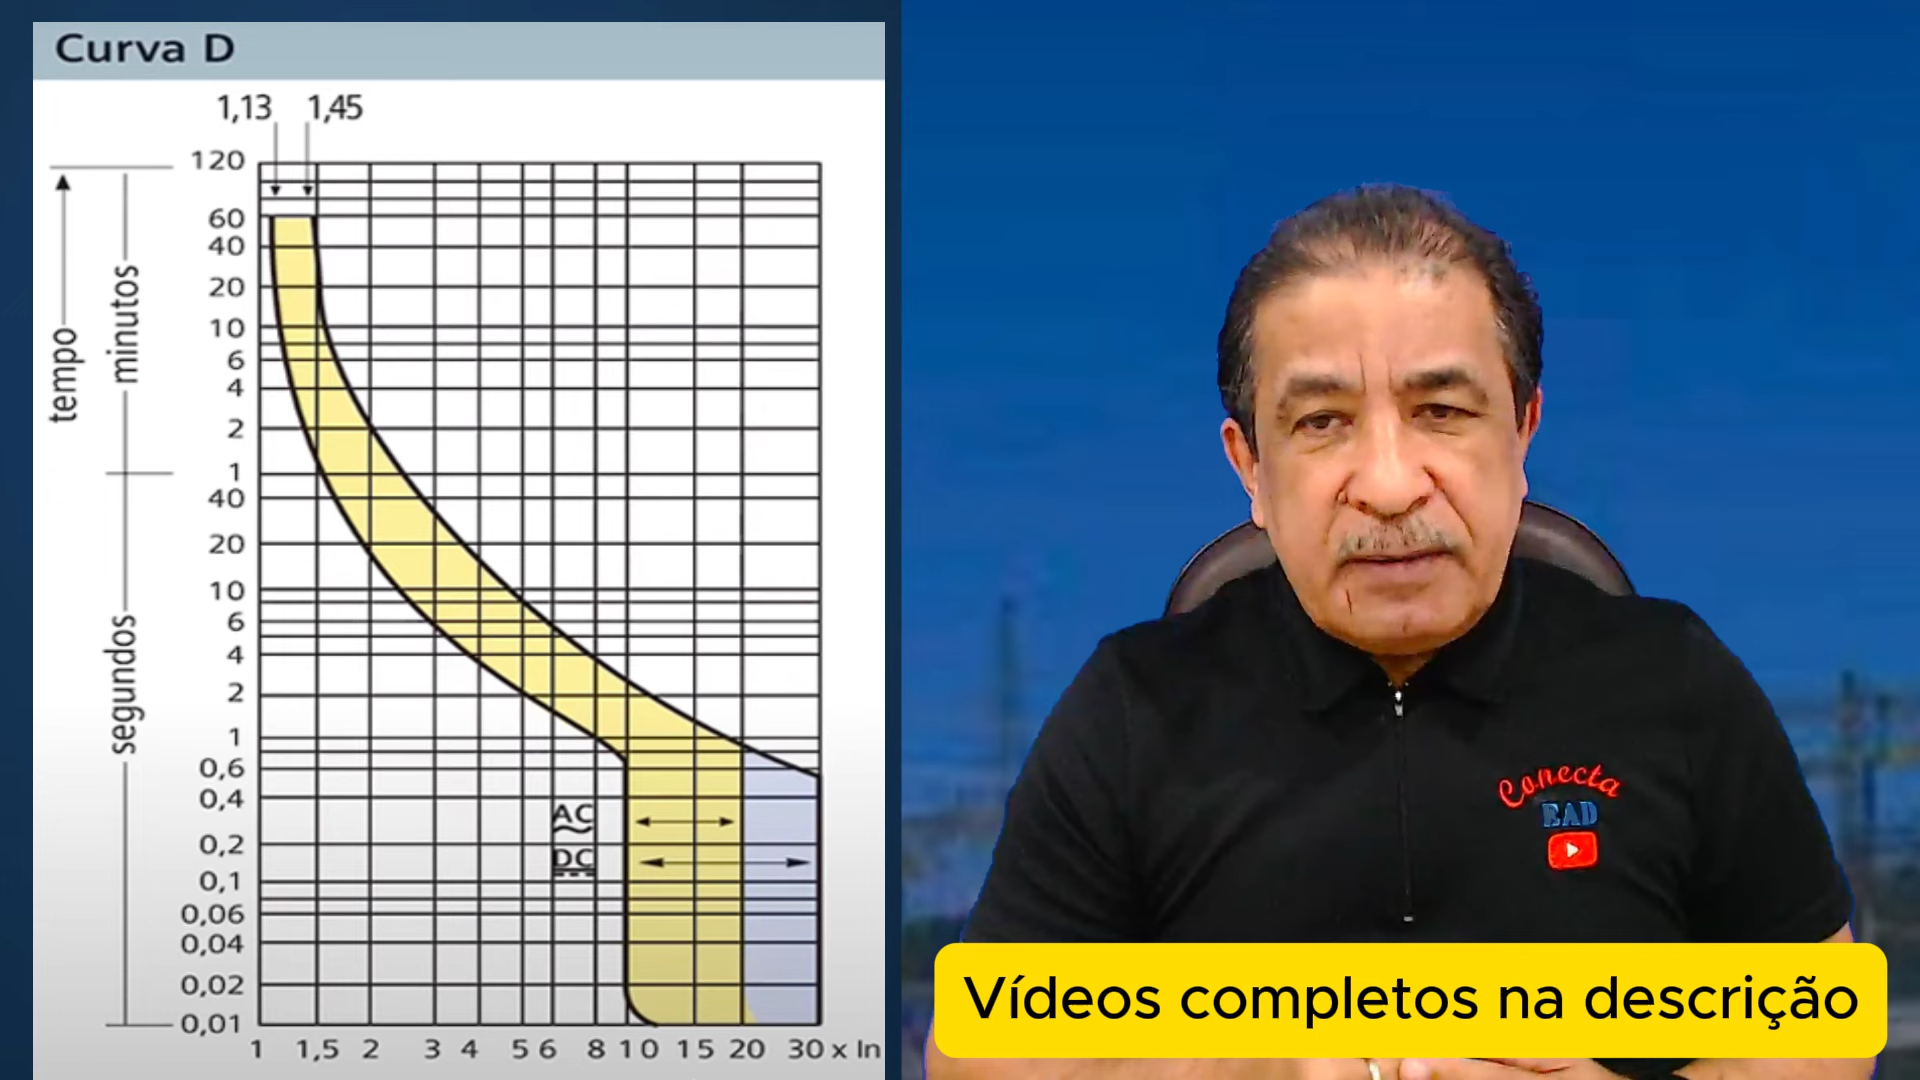 Curva D
1,13 1,45
120
60
40
20
10
6
4
2
1
40
20
10
6
4
2
1
0,6
0,4
0,2
0,1
0,06
0,04
0,02
0,01
tempo
minutos
segundos
AC
DC
1 1,5 2 3 4 5 6 8 10 15 20 30 x In
Conecta
EAD
Vídeos completos na descrição